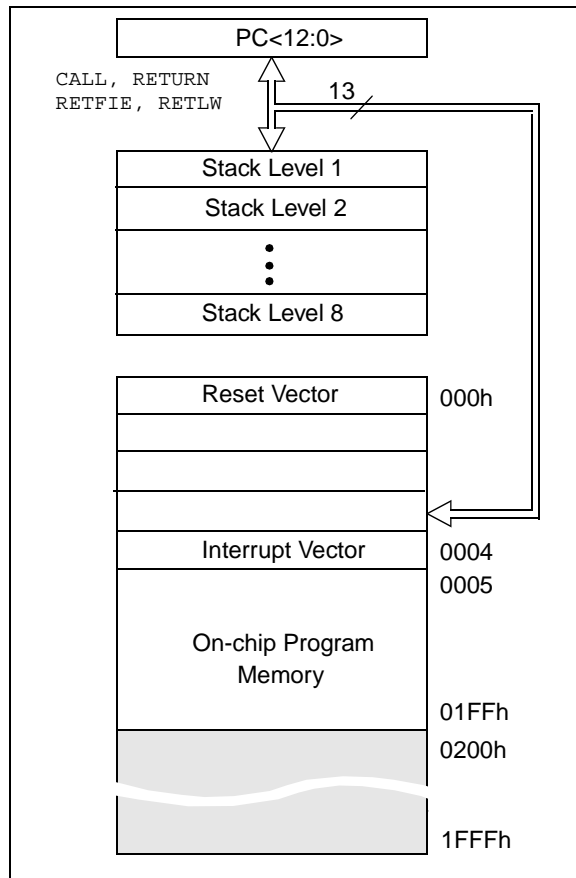 PC<12:0>
CALL, RETURN
RETFIE, RETLW
13
Stack Level 1
Stack Level 2
Stack Level 8
Reset Vector
000h
Interrupt Vector
0004
0005
On-chip Program
Memory
01FFh
0200h
1FFFh